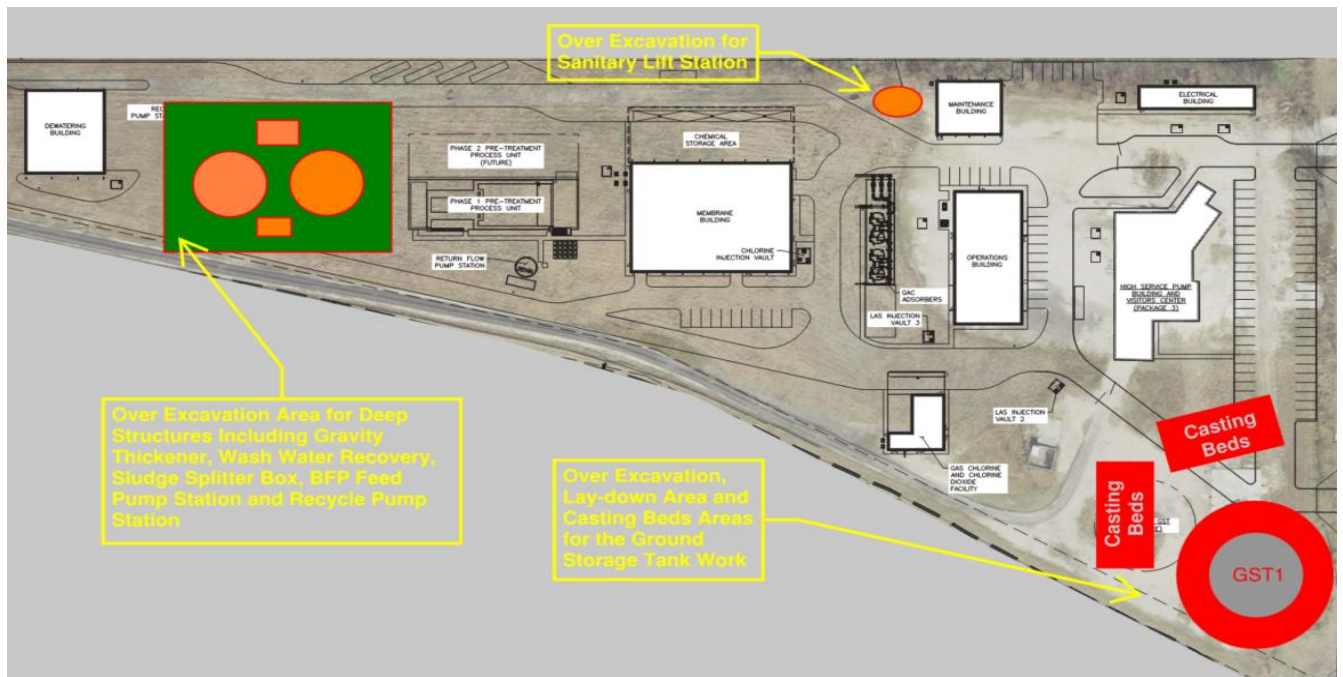 Over Excavation for
Sanitary Lift Station
DEWATERING
BUILDING
PUMP STA
MAINTENANCE
BUILDING
ELECTRICAL
BUILDING
CHEMICAL
STORAGE AREA
PHASE 2 PRE-TREATMENT
PROCESS UNIT
(FUTURE)
PHASE 1 PRE-TREATMENT
PROCESS UNIT
MEMBRANE
BUILDING
RETURN FLOW
PUMP STATION
CHLORINE
INJECTION VAULT
OPERATIONS
BUILDING
GAC
ADSORBERS
LAS INJECTION
VAULT 3
HIGH SERVICE PUMP
BUILDING AND
VISITORS CENTER
(PACKAGE 3)
LAS INJECTION
VAULT 2
GAS CHLORINE
AND CHLORINE
DIOXIDE
FACILITY
Over Excavation Area for Deep
Structures Including Gravity
Thickener, Wash Water Recovery,
Sludge Splitter Box, BFP Feed
Pump Station and Recycle Pump
Station
Over Excavation,
Lay-down Area and
Casting Beds Areas
for the Ground
Storage Tank Work
Casting
Beds
Casting
Beds
GST
GST1